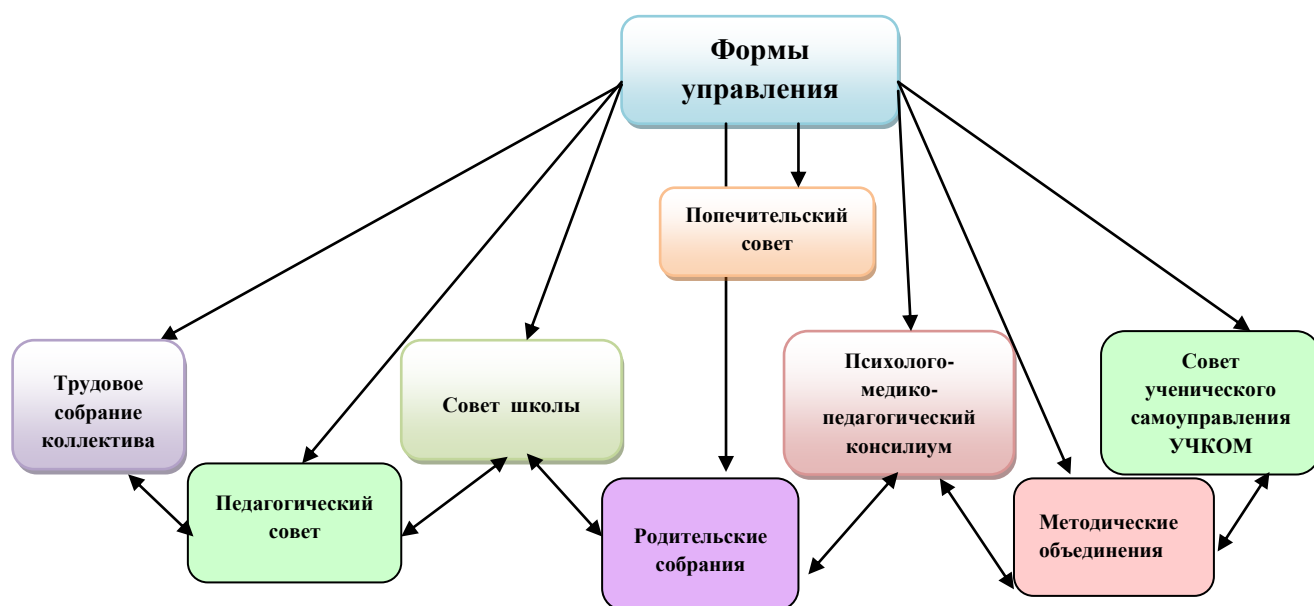 Формы
управления
Попечительский
совет
Трудовое
собрание
коллектива
Совет школы
Психолого-
медико-
педагогический
консилиум
Совет
ученического
самоуправления
УЧКОМ
Педагогический
совет
Родительские
собрания
Методические
объединения